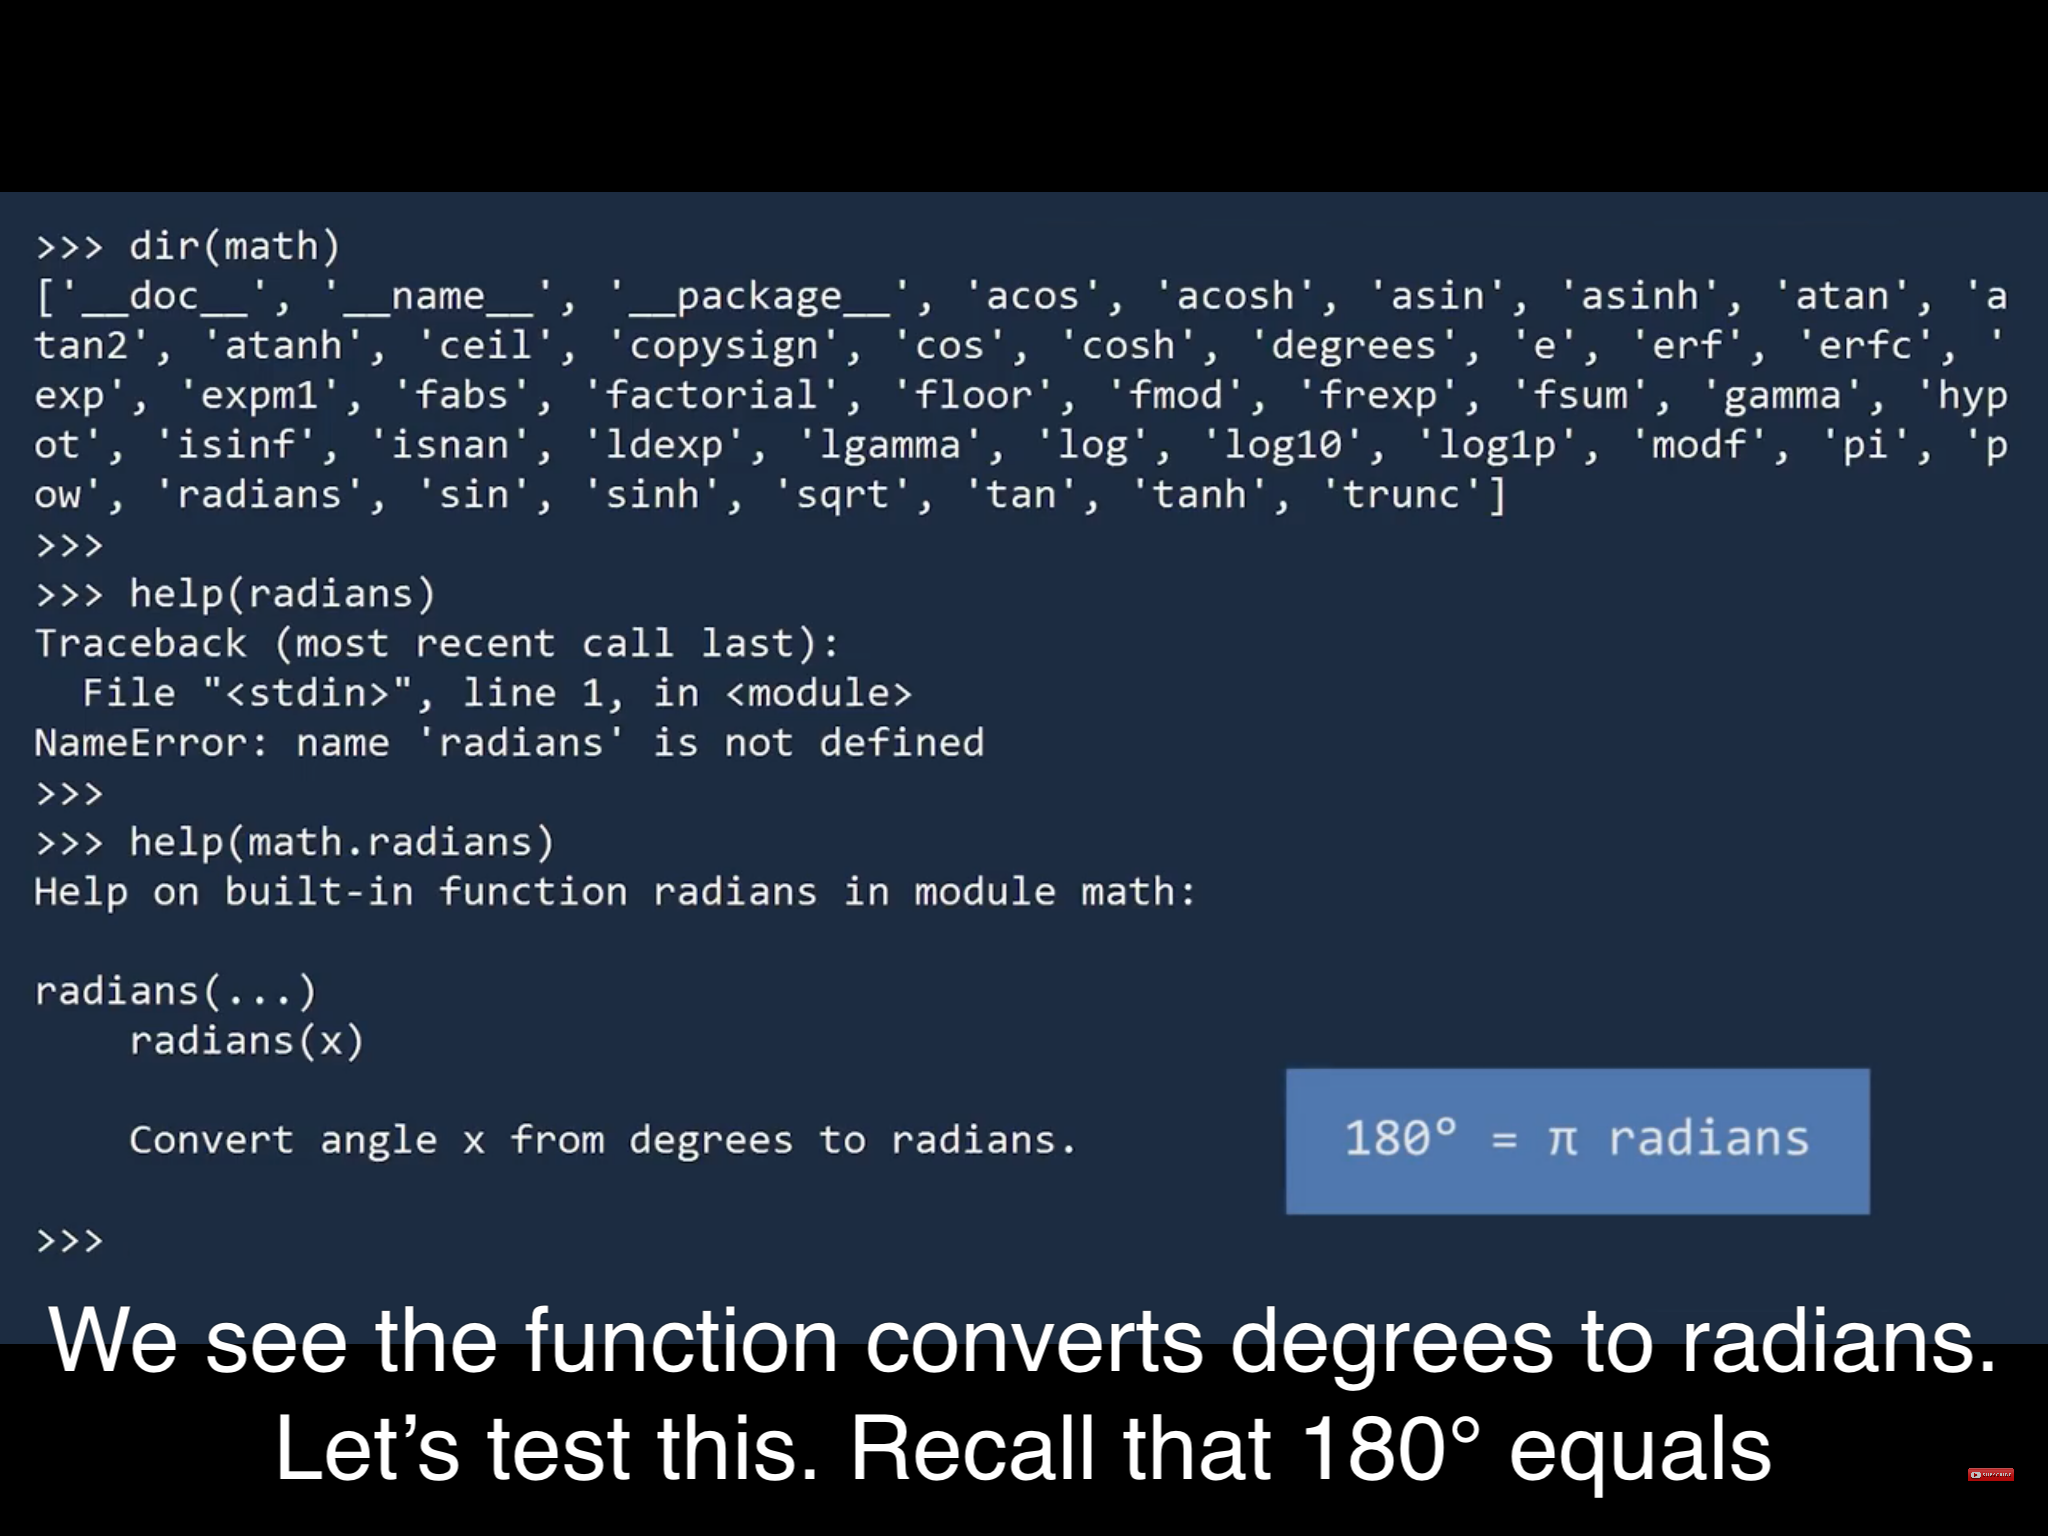 >>> dir(math)
['__doc__', '__name__', '__package__', 'acos', 'acosh', 'asin', 'asinh', 'atan', 'a
tan2', 'atanh', 'ceil', 'copysign', 'cos', 'cosh', 'degrees', 'e', 'erf', 'erfc', '
exp', 'expm1', 'fabs', 'factorial', 'floor', 'fmod', 'frexp', 'fsum', 'gamma', 'hyp
ot', 'isinf', 'isnan', 'ldexp', 'lgamma', 'log', 'log10', 'log1p', 'modf', 'pi', 'p
ow', 'radians', 'sin', 'sinh', 'sqrt', 'tan', 'tanh', 'trunc']
>>>
>>> help(radians)
Traceback (most recent call last):
  File "<stdin>", line 1, in <module>
NameError: name 'radians' is not defined
>>>
>>> help(math.radians)
Help on built-in function radians in module math:
radians(...)
    radians(x)
    Convert angle x from degrees to radians.
180° = π radians
>>>
We see the function converts degrees to radians.
Let’s test this. Recall that 180° equals
SUBSCRIBE